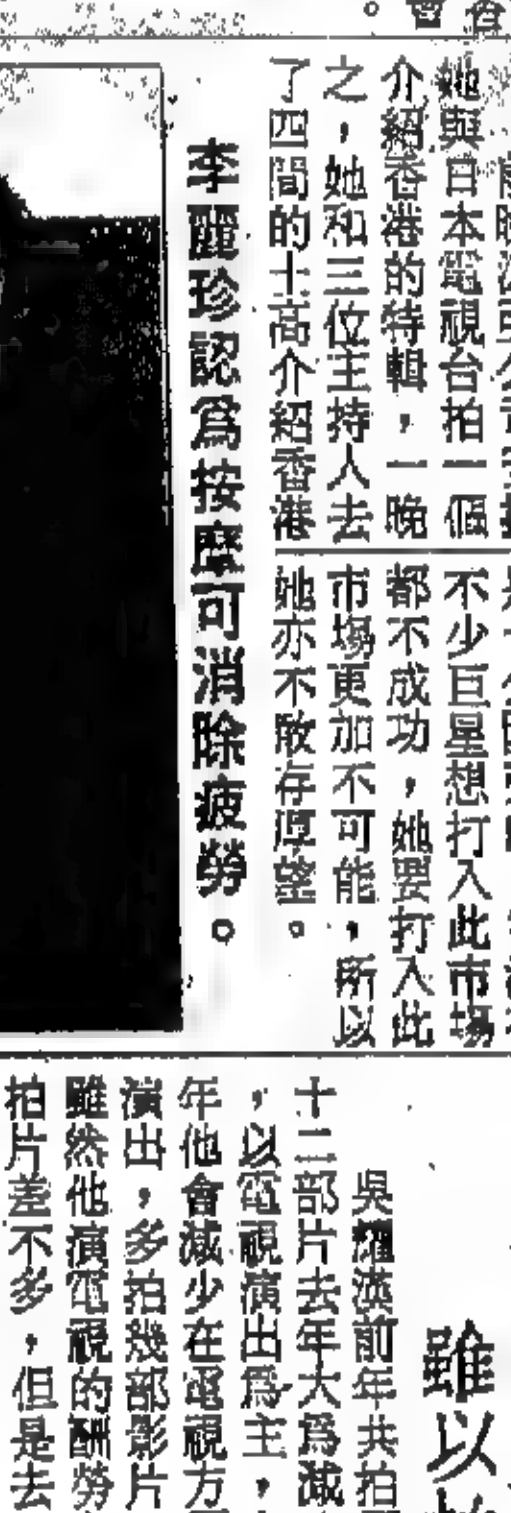 她與日本電視台拍一個
介紹香港的特輯，一晚
之，她和三位主持人去
了四間的士高介紹香港
不少巨星想打入此市場
都不成功，她要打入此
市場更加不可能，所以
她亦不敢存厚望。
李麗珍認爲按摩可消除疲勞。
雖以
吳耀漢前年共拍
十二部片去年大爲減
，以電視演出爲主，
年他會減少在電視方
演出，多拍幾部影片
雖然他演電視的酬勞
拍片差不多，但是去